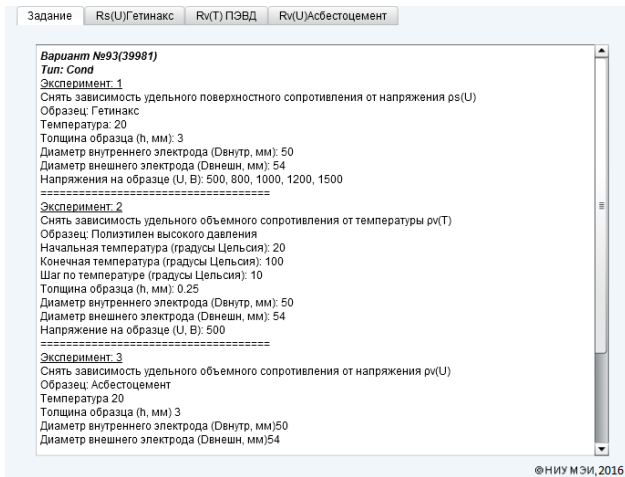 Задание Rs(U)Гетинакс Rv(T) ПЭВД Rv(U)Асбестоцемент
Вариант №93(39981)
Тип: Cond
Эксперимент: 1
Снять зависимость удельного поверхностного сопротивления от напряжения ρs(U)
Образец: Гетинакс
Температура: 20
Толщина образца (h, мм): 3
Диаметр внутреннего электрода (Dвнутр, мм): 50
Диаметр внешнего электрода (Dвнешн, мм): 54
Напряжения на образце (U, В): 500, 800, 1000, 1200, 1500
====================================
Эксперимент: 2
Снять зависимость удельного объемного сопротивления от температуры ρv(T)
Образец: Полиэтилен высокого давления
Начальная температура (градусы Цельсия): 20
Конечная температура (градусы Цельсия): 100
Шаг по температуре (градусы Цельсия): 10
Толщина образца (h, мм): 0.25
Диаметр внутреннего электрода (Dвнутр, мм): 50
Диаметр внешнего электрода (Dвнешн, мм): 54
Напряжение на образце (U, В): 500
====================================
Эксперимент: 3
Снять зависимость удельного объемного сопротивления от напряжения ρv(U)
Образец: Асбестоцемент
Температура 20
Толщина образца (h, мм) 3
Диаметр внутреннего электрода (Dвнутр, мм)50
Диаметр внешнего электрода (Dвнешн, мм)54
©НИУ МЭИ,2016